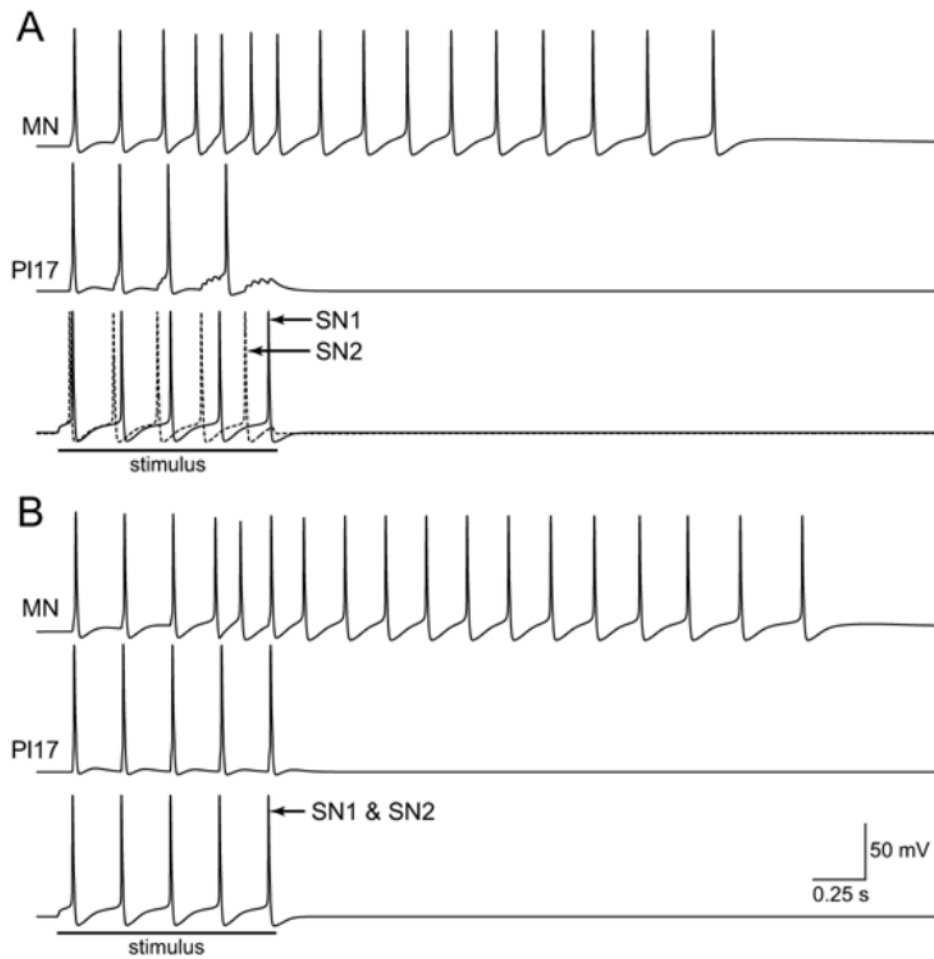 A
MN
PI17
SN1
SN2
stimulus
B
MN
PI17
SN1 & SN2
50 mV
0.25 s
stimulus